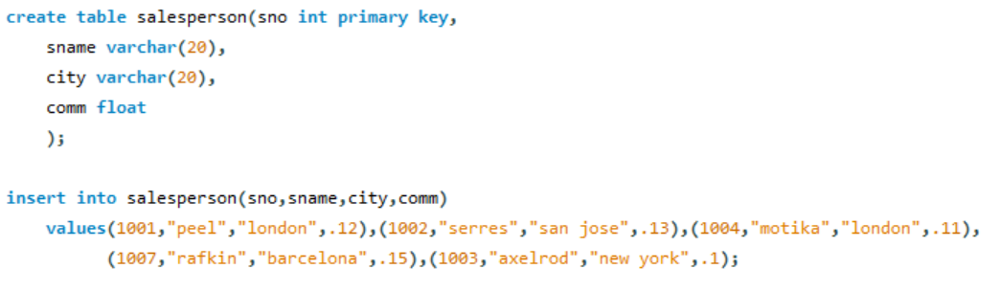 create table salesperson(sno int primary key,
sname varchar(20),
city varchar(20),
comm float
);
insert into salesperson(sno,sname,city,comm)
values(1001,"peel","london",.12),(1002,"serres","san jose",.13),(1004,"motika","london",.11),
(1007,"rafkin","barcelona",.15),(1003,"axelrod","new york",.1);